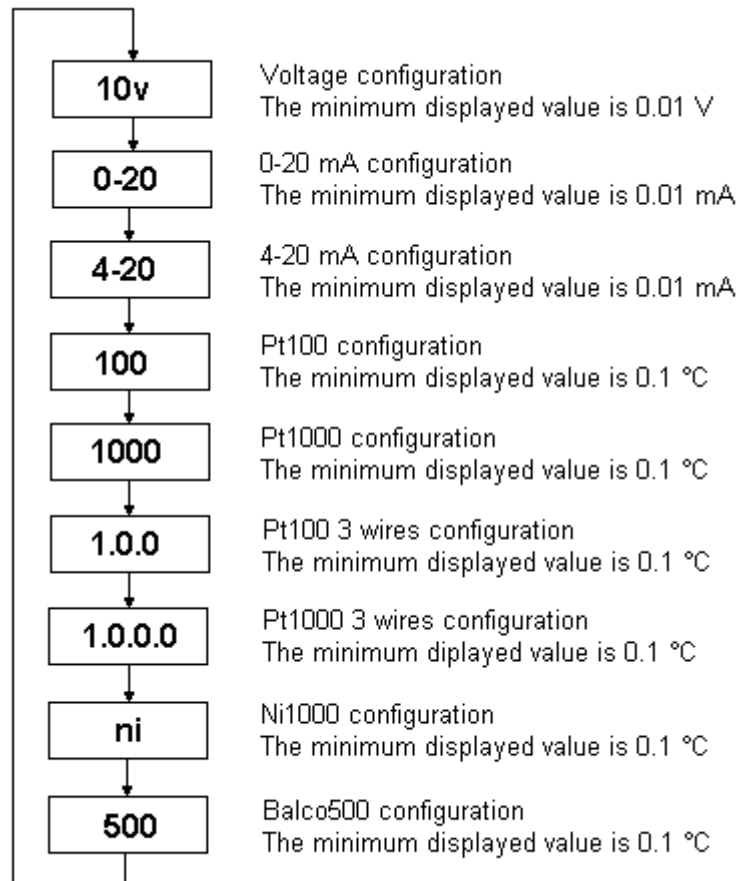 10v
Voltage configuration
The minimum displayed value is 0.01 V
0-20
0-20 mA configuration
The minimum displayed value is 0.01 mA
4-20
4-20 mA configuration
The minimum displayed value is 0.01 mA
100
Pt100 configuration
The minimum displayed value is 0.1 °C
1000
Pt1000 configuration
The minimum displayed value is 0.1 °C
1.0.0
Pt100 3 wires configuration
The minimum displayed value is 0.1 °C
1.0.0.0
Pt1000 3 wires configuration
The minimum diplayed value is 0.1 °C
ni
Ni1000 configuration
The minimum displayed value is 0.1 °C
500
Balco500 configuration
The minimum displayed value is 0.1 °C